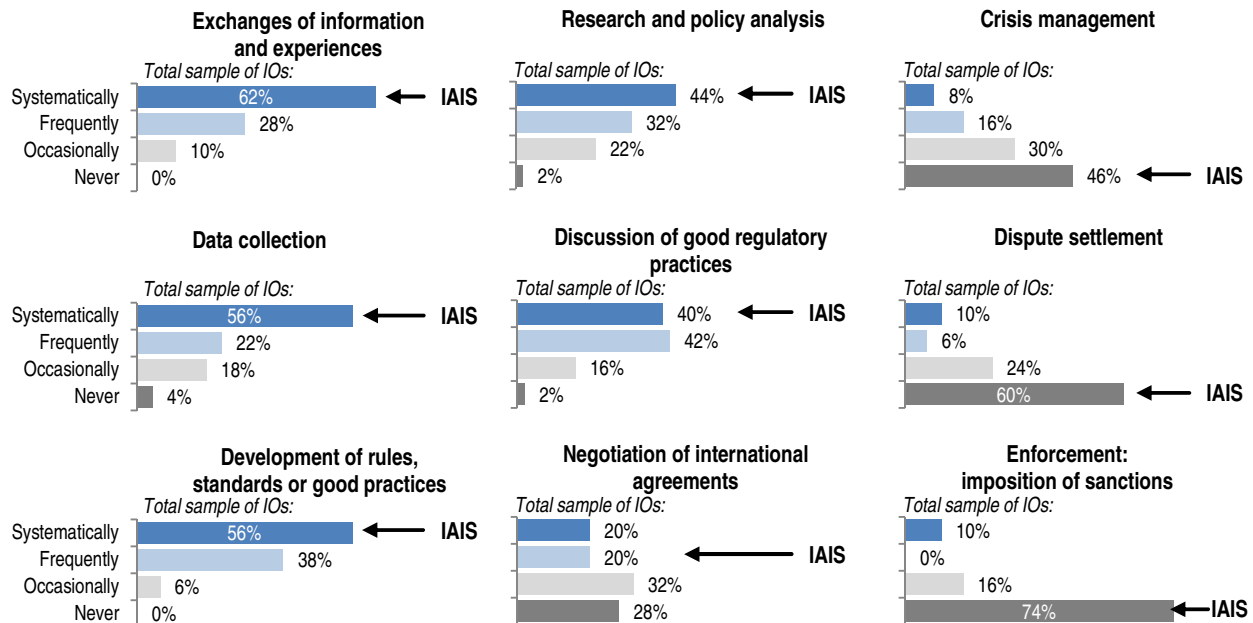 Exchanges of information
and experiences
Total sample of IOs:
Systematically 62% IAIS
Frequently 28%
Occasionally 10%
Never 0%
Research and policy analysis
Total sample of IOs:
44% IAIS
32%
22%
2%
Crisis management
Total sample of IOs:
8%
16%
30%
46% IAIS
Data collection
Total sample of IOs:
Systematically 56% IAIS
Frequently 22%
Occasionally 18%
Never 4%
Discussion of good regulatory
practices
Total sample of IOs:
40% IAIS
42%
16%
2%
Dispute settlement
Total sample of IOs:
10%
6%
24%
60% IAIS
Development of rules,
standards or good practices
Total sample of IOs:
Systematically 56% IAIS
Frequently 38%
Occasionally 6%
Never 0%
Negotiation of international
agreements
Total sample of IOs:
20%
20% IAIS
32%
28%
Enforcement:
imposition of sanctions
Total sample of IOs:
10%
0%
16%
74% IAIS